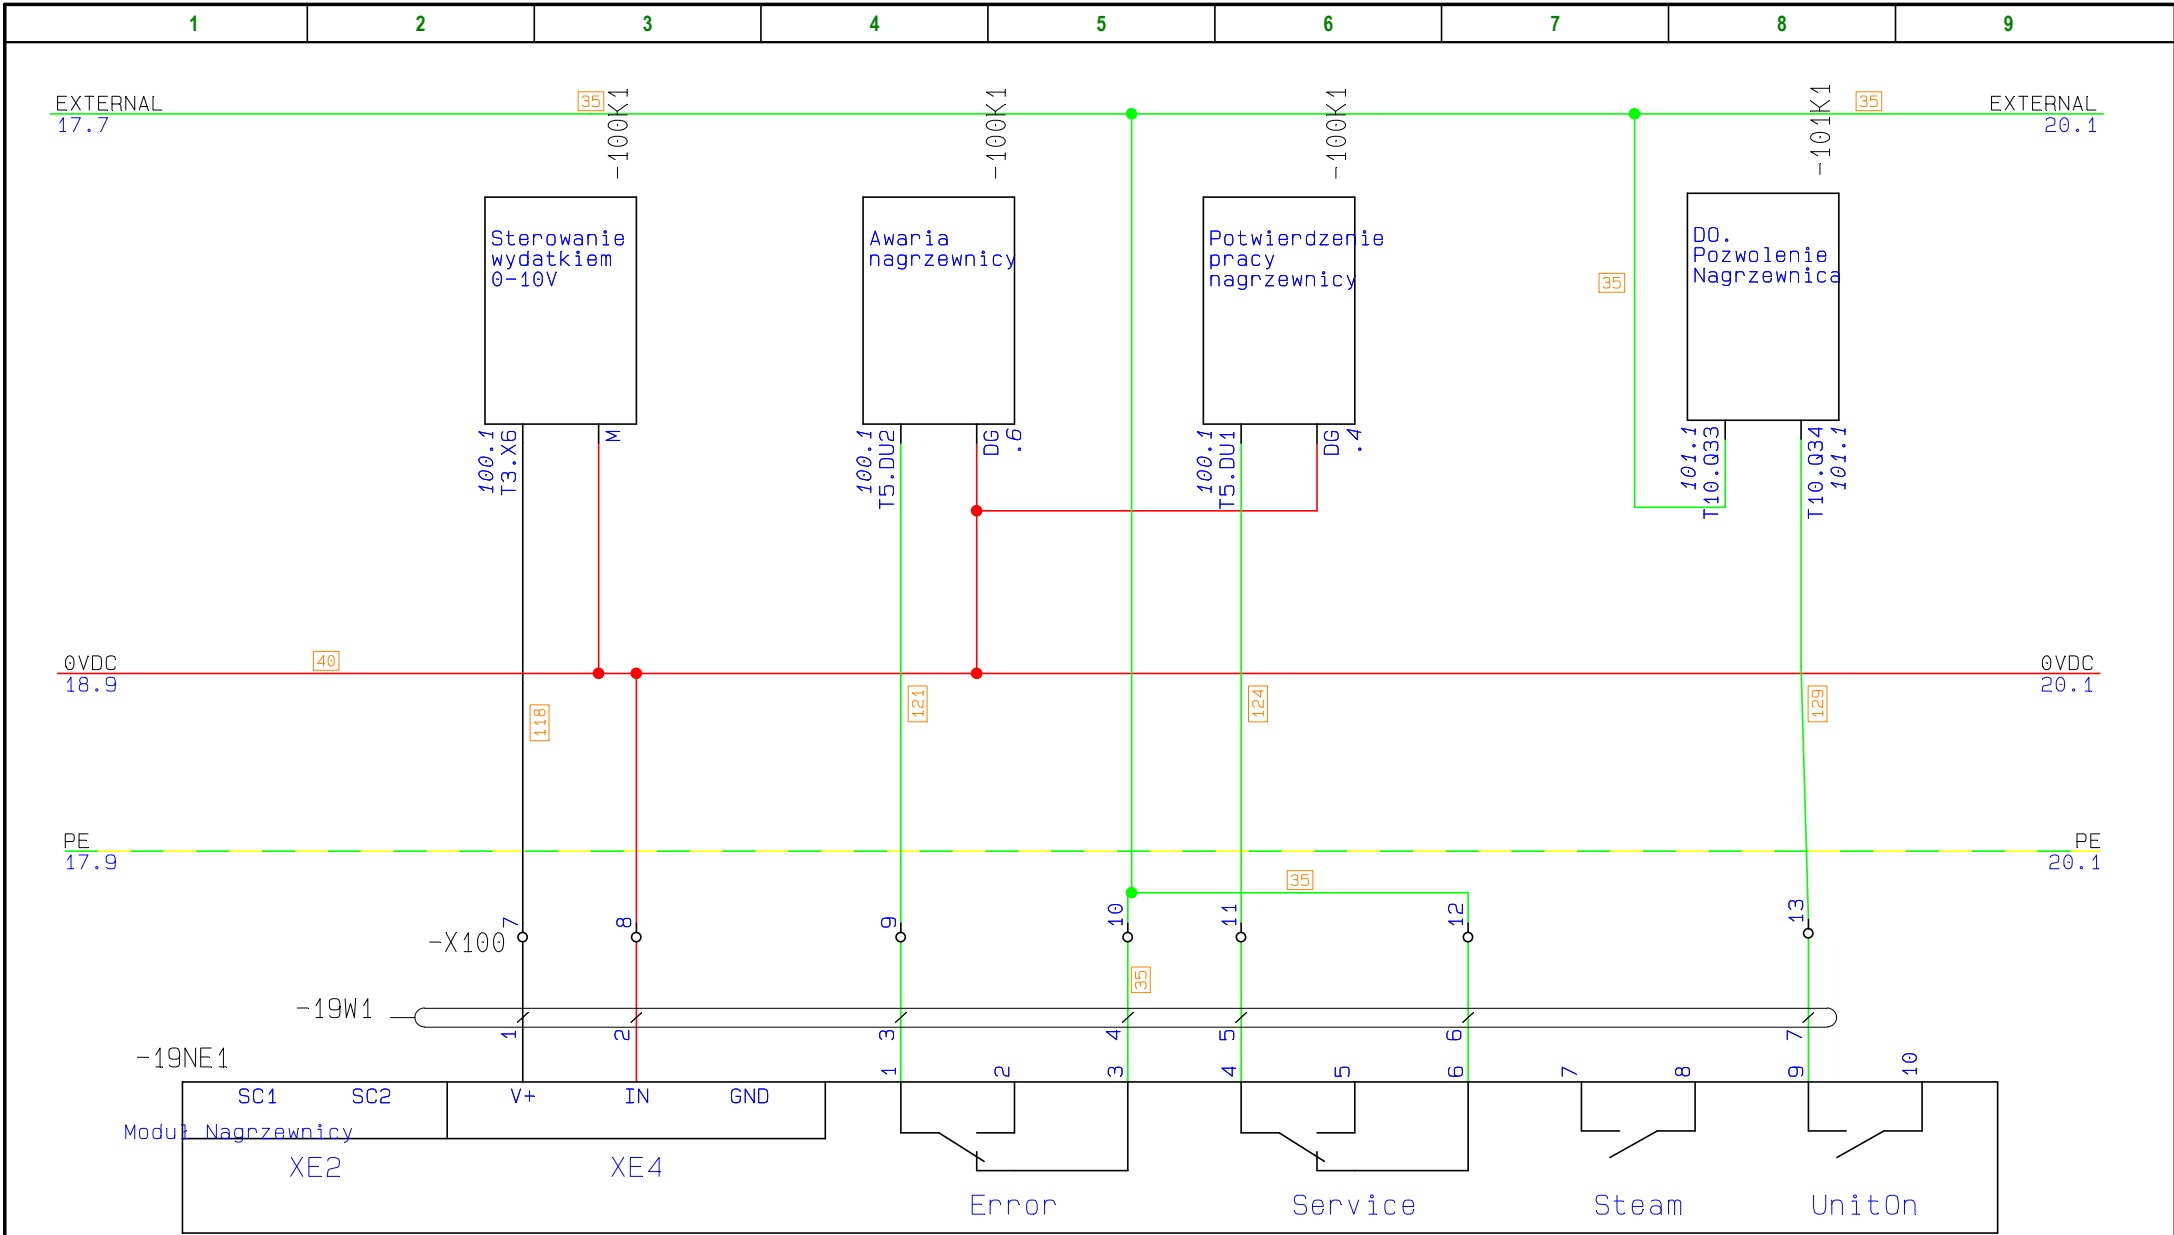 1 2 3 4 5 6 7 8 9
EXTERNAL 35 35 EXTERNAL
17.7 20.1
-100K1 -100K1 -100K1 -101K1
Sterowanie
wydatkiem
0-10V
Awaria
nagrzewnicy
Potwierdzenie
pracy
nagrzewnicy
DO.
Pozwolenie
Nagrzewnica
35
100.1
T3.X6
M
100.1
T5.DU2
DG
.6
100.1
T5.DU1
DG
.4
101.1
T10.Q33
T10.Q34
101.1
0VDC 40 0VDC
18.9 20.1
118 121 124 129
PE PE
17.9 20.1
35
-X100 7 8 9 10 11 12 13
35
-19W1
1 2 3 4 5 6 7
-19NE1
1 2 3 4 5 6 7 8 9 10
SC1 SC2 V+ IN GND
Moduł Nagrzewnicy
XE2 XE4
Error Service Steam UnitOn